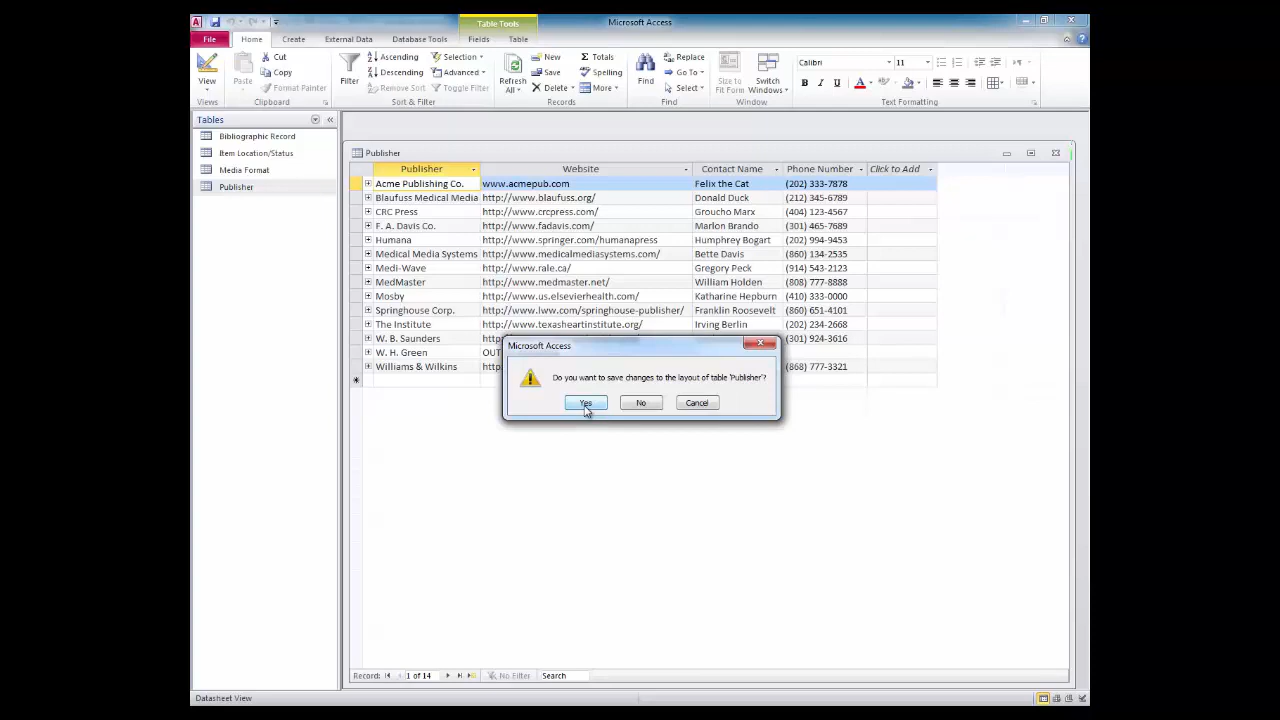 Table Tools
Microsoft Access
File Home Create External Data Database Tools Fields Table
View
Views
Paste
Cut
Copy
Format Painter
Clipboard
Filter
Ascending
Descending
Remove Sort
Selection
Advanced
Toggle Filter
Sort & Filter
Refresh All
New
Save
Delete
Totals
Spelling
More
Records
Find
Replace
Go To
Select
Find
Size to Fit Form
Switch Windows
Window
Calibri 11
B I U A
Text Formatting
Tables
Bibliographic Record
Item Location/Status
Media Format
Publisher
Publisher
Publisher Website Contact Name Phone Number Click to Add
Acme Publishing Co. www.acmepub.com Felix the Cat (202) 333-7878
Blaufuss Medical Media http://www.blaufuss.org/ Donald Duck (212) 345-6789
CRC Press http://www.crcpress.com/ Groucho Marx (404) 123-4567
F. A. Davis Co. http://www.fadavis.com/ Marlon Brando (301) 465-7689
Humana http://www.springer.com/humanapress Humphrey Bogart (202) 994-9453
Medical Media Systems http://www.medicalmediasystems.com/ Bette Davis (860) 134-2535
Medi-Wave http://www.rale.ca/ Gregory Peck (914) 543-2123
MedMaster http://www.medmaster.net/ William Holden (808) 777-8888
Mosby http://www.us.elsevierhealth.com/ Katharine Hepburn (410) 333-0000
Springhouse Corp. http://www.lww.com/springhouse-publisher/ Franklin Roosevelt (860) 651-4101
The Institute http://www.texasheartinstitute.org/ Irving Berlin (202) 234-2668
W. B. Saunders (301) 924-3616
W. H. Green OUT
Williams & Wilkins (868) 777-3321
Microsoft Access
Do you want to save changes to the layout of table 'Publisher'?
Yes No Cancel
Record: 1 of 14 No Filter Search
Datasheet View